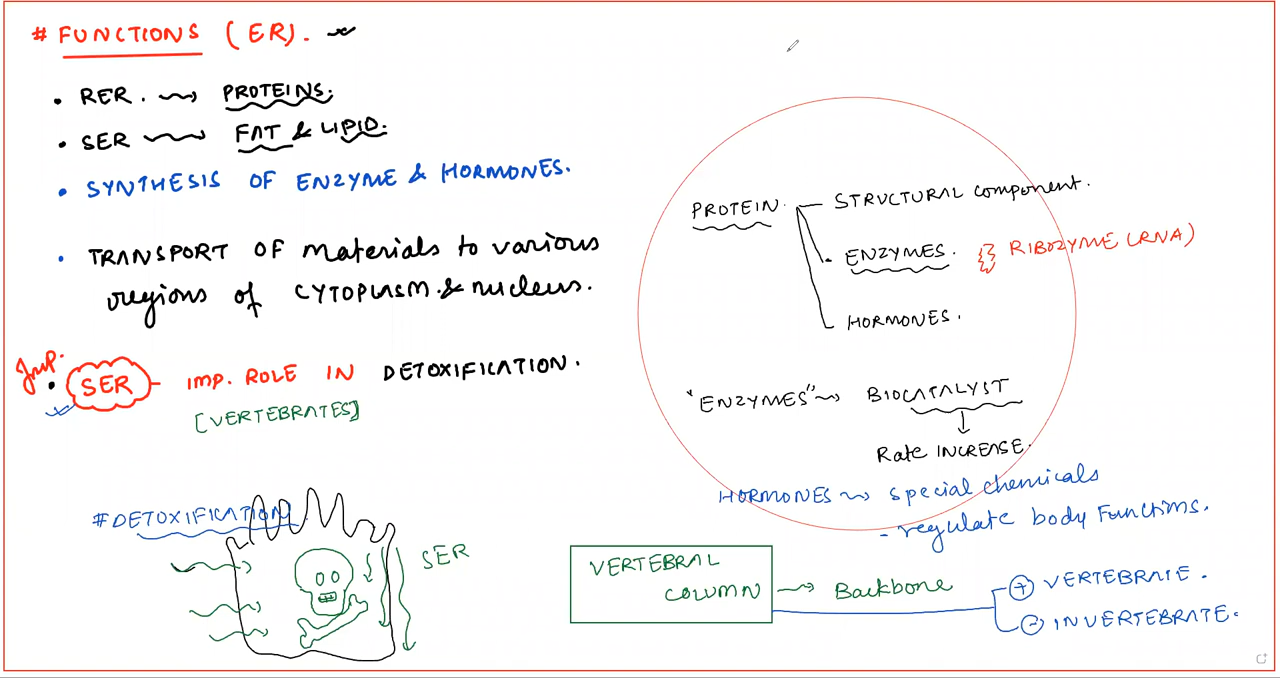 # FUNCTIONS (ER).
• RER. PROTEINS.
• SER FAT & LIPID.
• SYNTHESIS OF ENZYME & HORMONES.
• TRANSPORT OF materials to various
regions of CYTOPLASM. & nucleus.
Imp.
• SER - IMP. ROLE IN DETOXIFICATION.
[VERTEBRATES]
# DETOXIFICATION
SER
PROTEIN. STRUCTURAL component.
ENZYMES. RIBOZYME (RNA)
HORMONES.
"ENZYMES" BIOCATALYST
Rate INCREASE.
HORMONES special chemicals
- regulate body Functions.
VERTEBRAL
COLUMN → Backbone
+ VERTEBRATE.
- INVERTEBRATE.